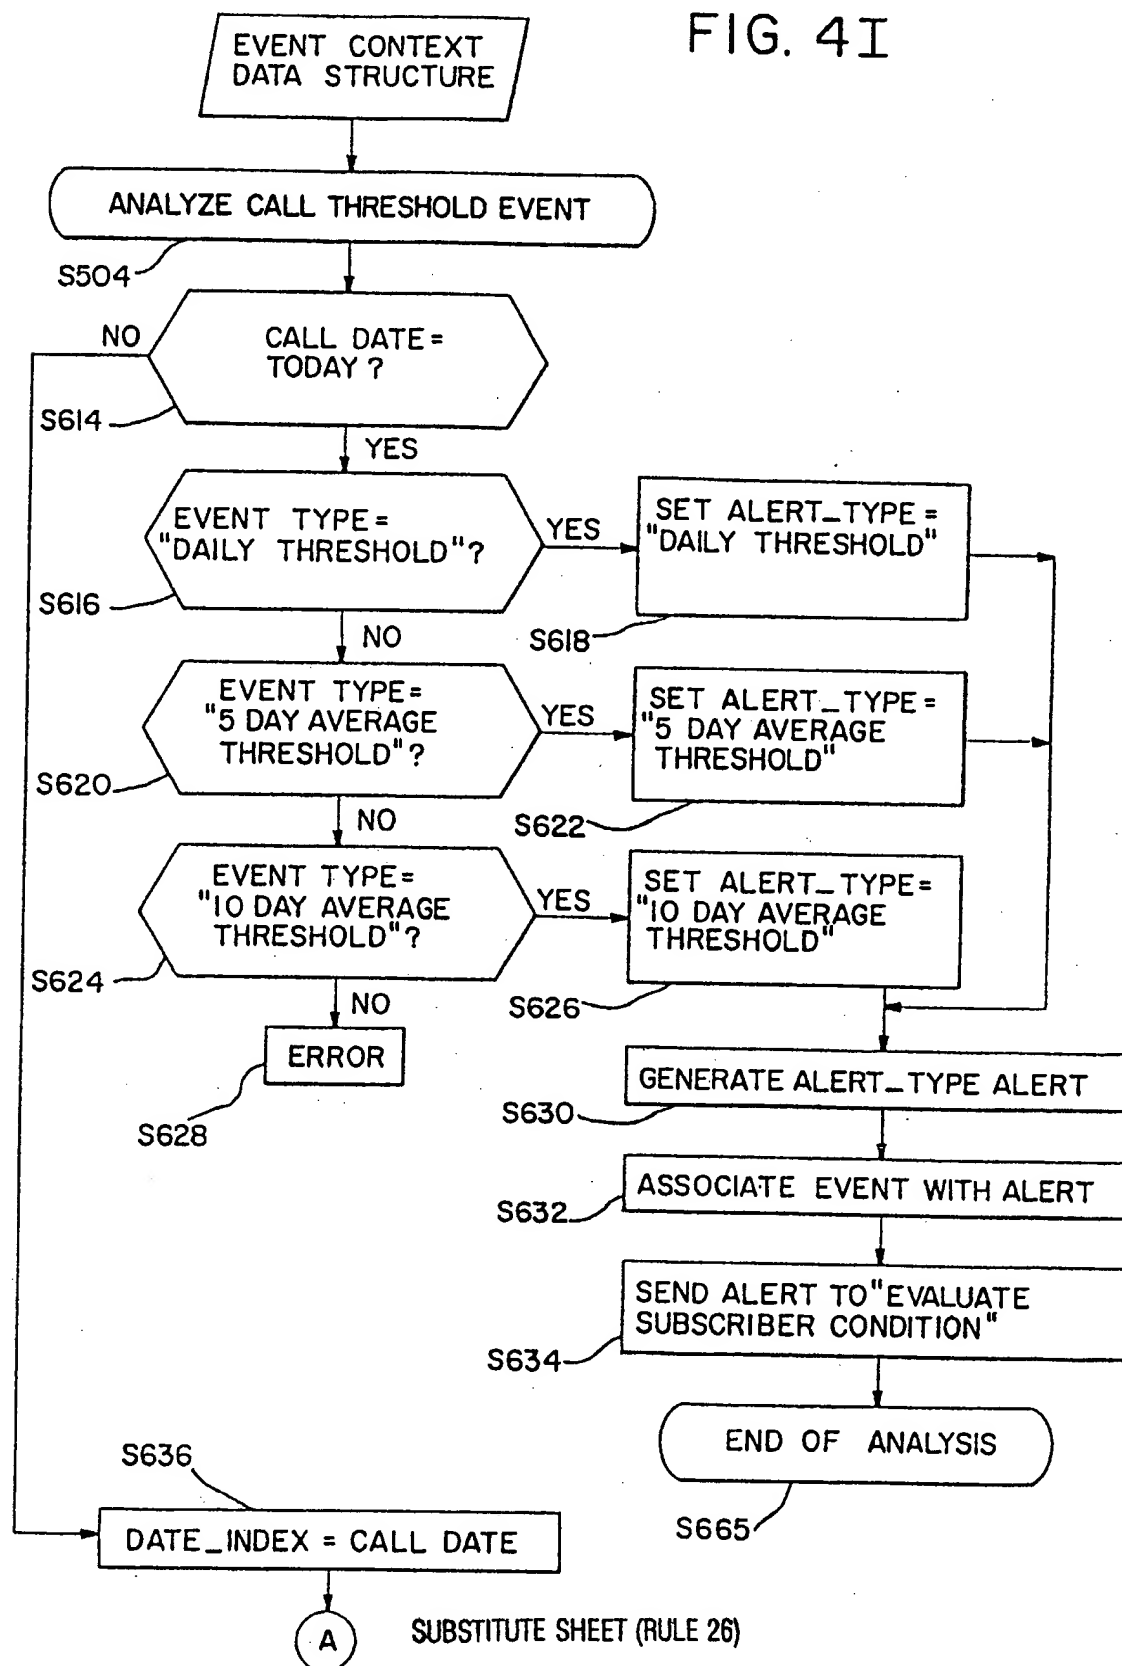 FIG. 4I
EVENT CONTEXT
DATA STRUCTURE
ANALYZE CALL THRESHOLD EVENT
S504
NO
CALL DATE =
TODAY ?
S614
YES
EVENT TYPE =
"DAILY THRESHOLD"?
YES
SET ALERT_TYPE =
"DAILY THRESHOLD"
S616
S618
NO
EVENT TYPE=
"5 DAY AVERAGE
THRESHOLD"?
YES
SET ALERT_TYPE=
"5 DAY AVERAGE
THRESHOLD"
S620
S622
NO
EVENT TYPE=
"10 DAY AVERAGE
THRESHOLD"?
YES
SET ALERT_TYPE=
"10 DAY AVERAGE
THRESHOLD"
S624
S626
NO
ERROR
S628
GENERATE ALERT_TYPE ALERT
S630
ASSOCIATE EVENT WITH ALERT
S632
SEND ALERT TO "EVALUATE
SUBSCRIBER CONDITION"
S634
END OF ANALYSIS
S665
S636
DATE_INDEX = CALL DATE
A
SUBSTITUTE SHEET (RULE 26)